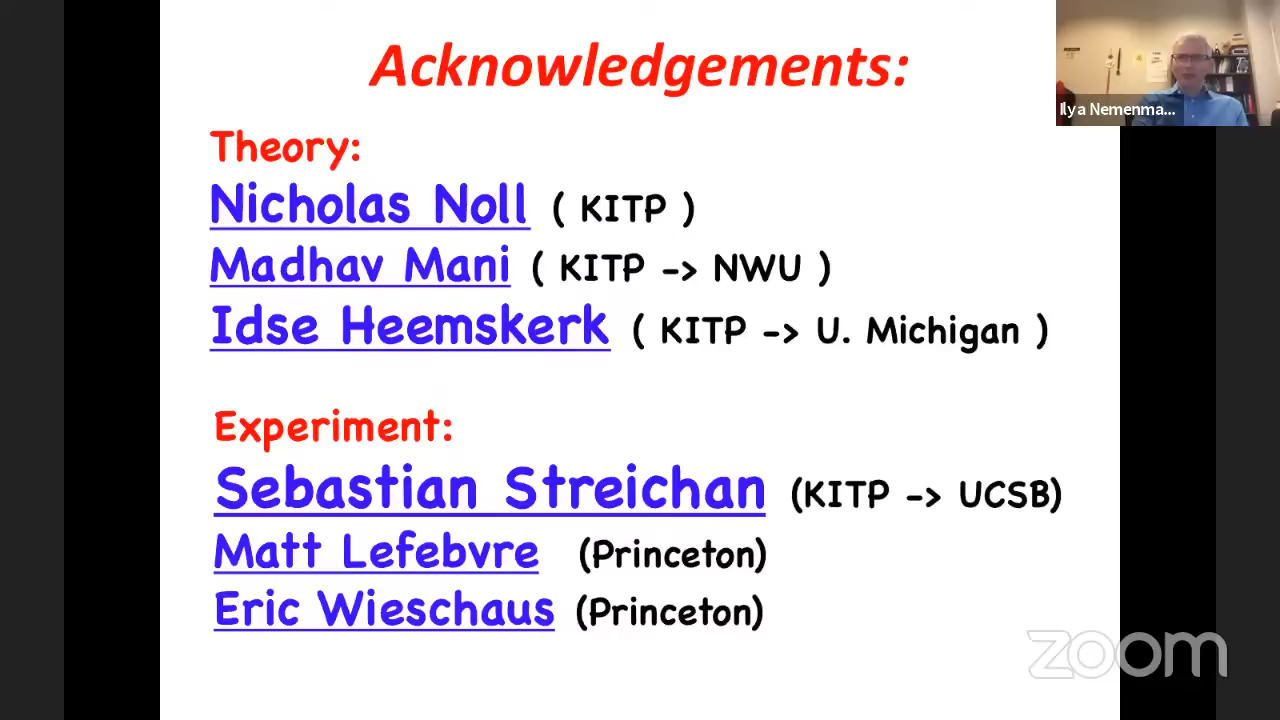 Acknowledgements:
Ilya Nemenma...
Theory:
Nicholas Noll ( KITP )
Madhav Mani ( KITP -> NWU )
Idse Heemskerk ( KITP -> U. Michigan )
Experiment:
Sebastian Streichan (KITP -> UCSB)
Matt Lefebvre (Princeton)
Eric Wieschaus (Princeton)
zoom